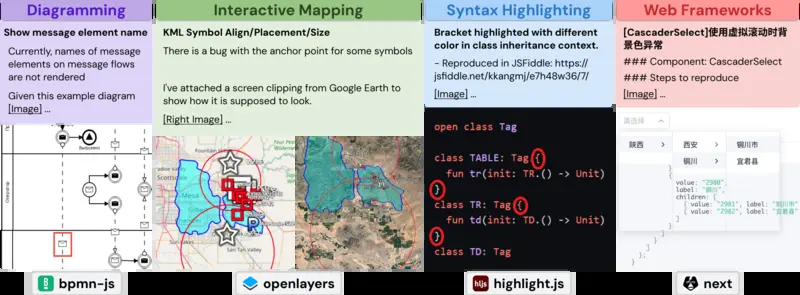 Diagramming
Show message element name
Currently, names of message
elements on message flows
are not rendered
Given this example diagram
[Image] ...
bpmn-js
Interactive Mapping
KML Symbol Align/Placement/Size
There is a bug with the anchor point for some symbols
I've attached a screen clipping from Google Earth to
show how it is supposed to look.
[Right Image] ...
Scottsdale
Mesa
San Tan Valley
openlayers
Syntax Highlighting
Bracket highlighted with different
color in class inheritance context.
- Reproduced in JSFiddle: https://
jsfiddle.net/kkangmj/e7h48w36/7/
[Image] ...
open class Tag
class TABLE: Tag {
fun tr(init: TR.() -> Unit)
}
class TR: Tag {
fun td(init: TD.() -> Unit)
}
class TD: Tag
hljs
highlight.js
Web Frameworks
[CascaderSelect]使用虚拟滚动时背
景色异常
### Component: CascaderSelect
### Steps to reproduce
[Image] ...
请选择
陕西 > 西安 > 铜川市
铜川 > 宜君县
{
value: "2980",
label: "铜川",
children: [
{ value: "2981", label: "铜川市"
{ value: "2982", label: "宜君县"
]
}
];
next